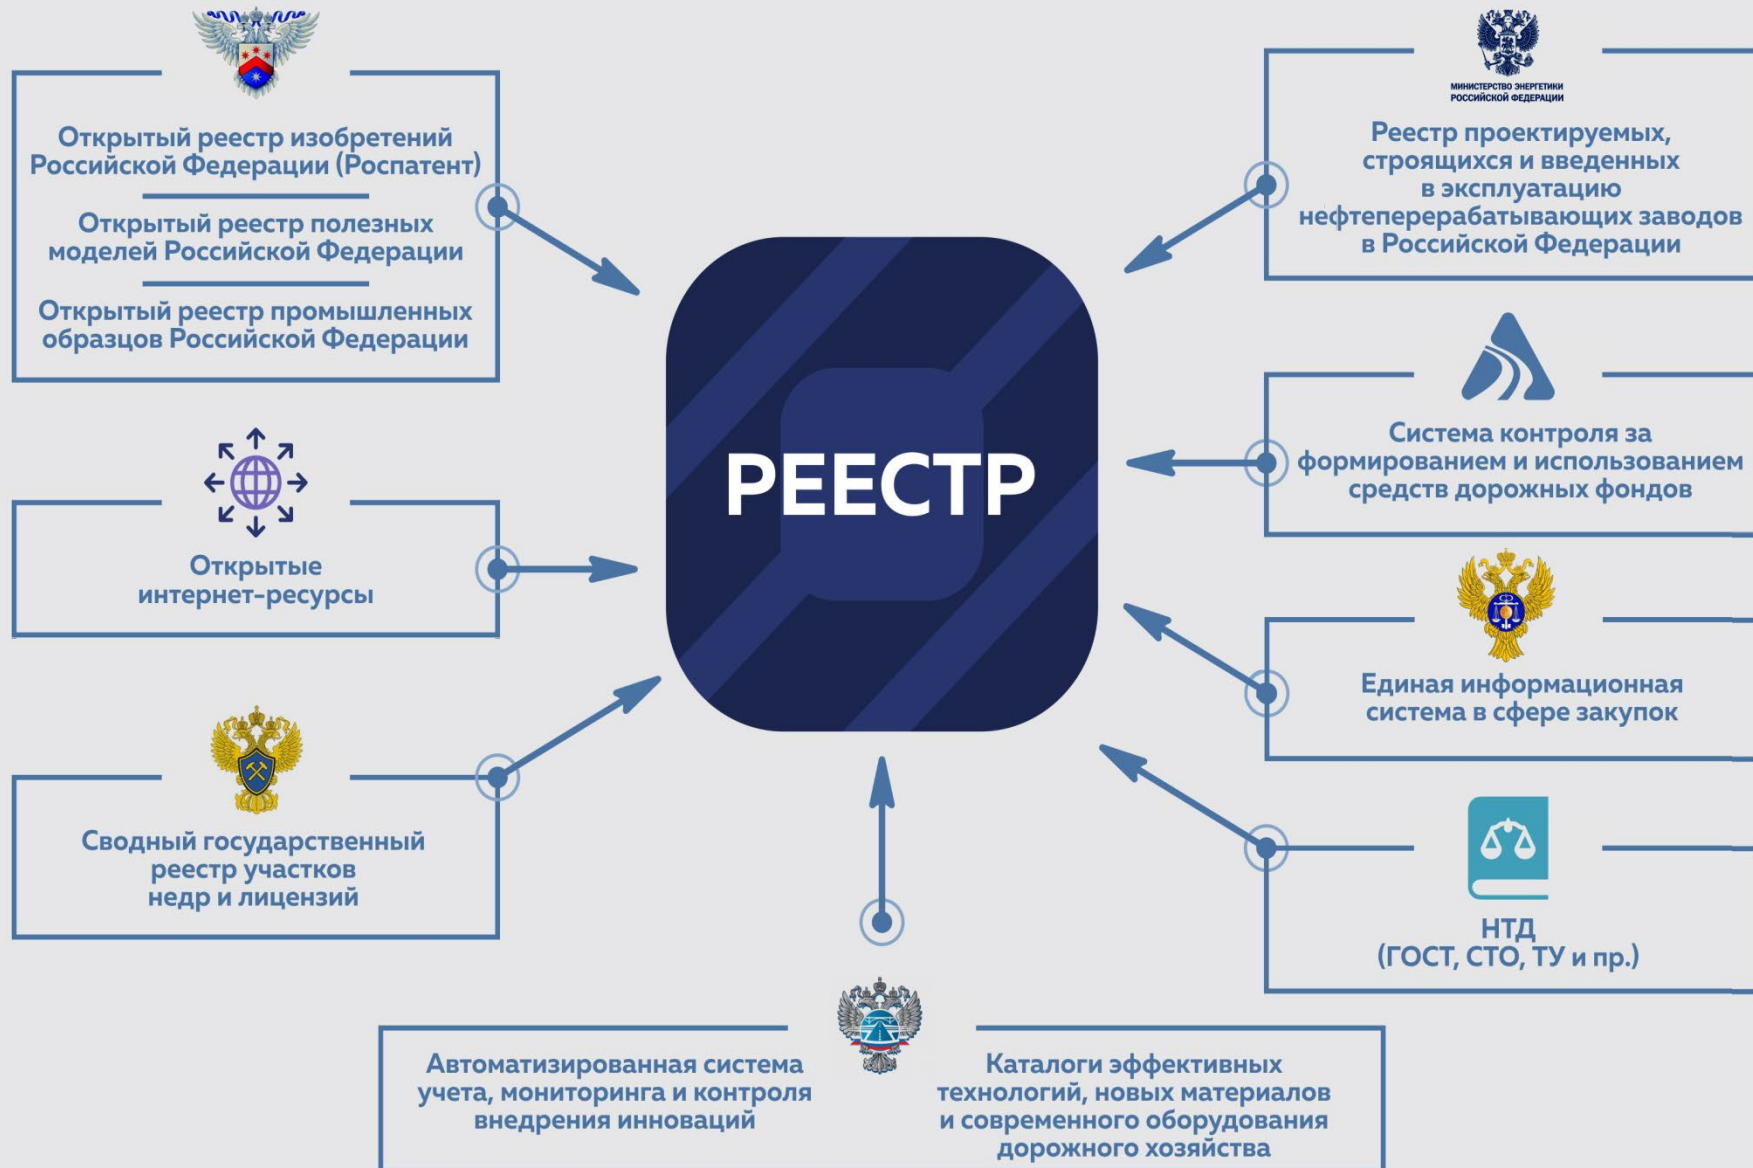 Открытый реестр изобретений
Российской Федерации (Роспатент)
Открытый реестр полезных
моделей Российской Федерации
Открытый реестр промышленных
образцов Российской Федерации
Открытые
интернет-ресурсы
Сводный государственный
реестр участков
недр и лицензий
РЕЕСТР
МИНИСТЕРСТВО ЭНЕРГЕТИКИ
РОССИЙСКОЙ ФЕДЕРАЦИИ
Реестр проектируемых,
строящихся и введенных
в эксплуатацию
нефтеперерабатывающих заводов
в Российской Федерации
Система контроля за
формированием и использованием
средств дорожных фондов
Единая информационная
система в сфере закупок
НТД
(ГОСТ, СТО, ТУ и пр.)
Автоматизированная система
учета, мониторинга и контроля
внедрения инноваций
Каталоги эффективных
технологий, новых материалов
и современного оборудования
дорожного хозяйства